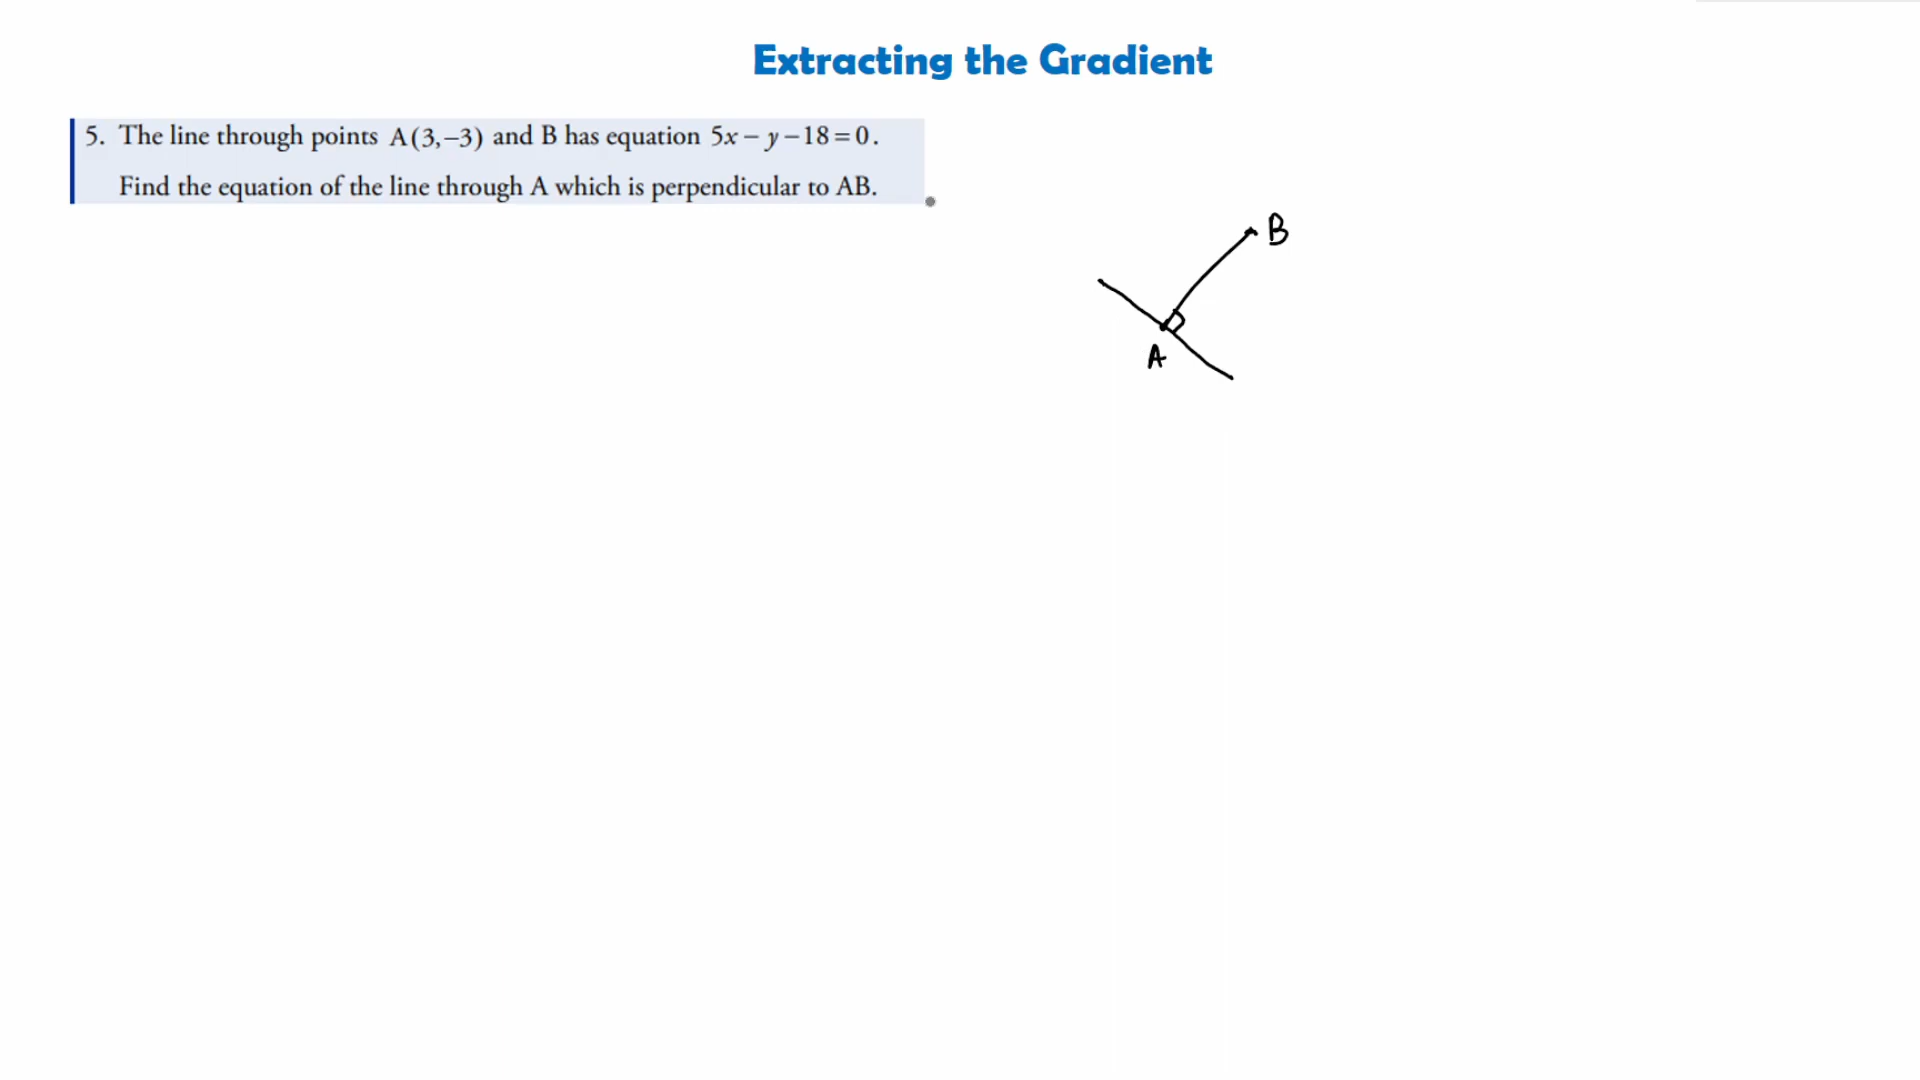 Extracting the Gradient
5. The line through points A(3,−3) and B has equation 5x − y − 18 = 0.
Find the equation of the line through A which is perpendicular to AB.
B
A